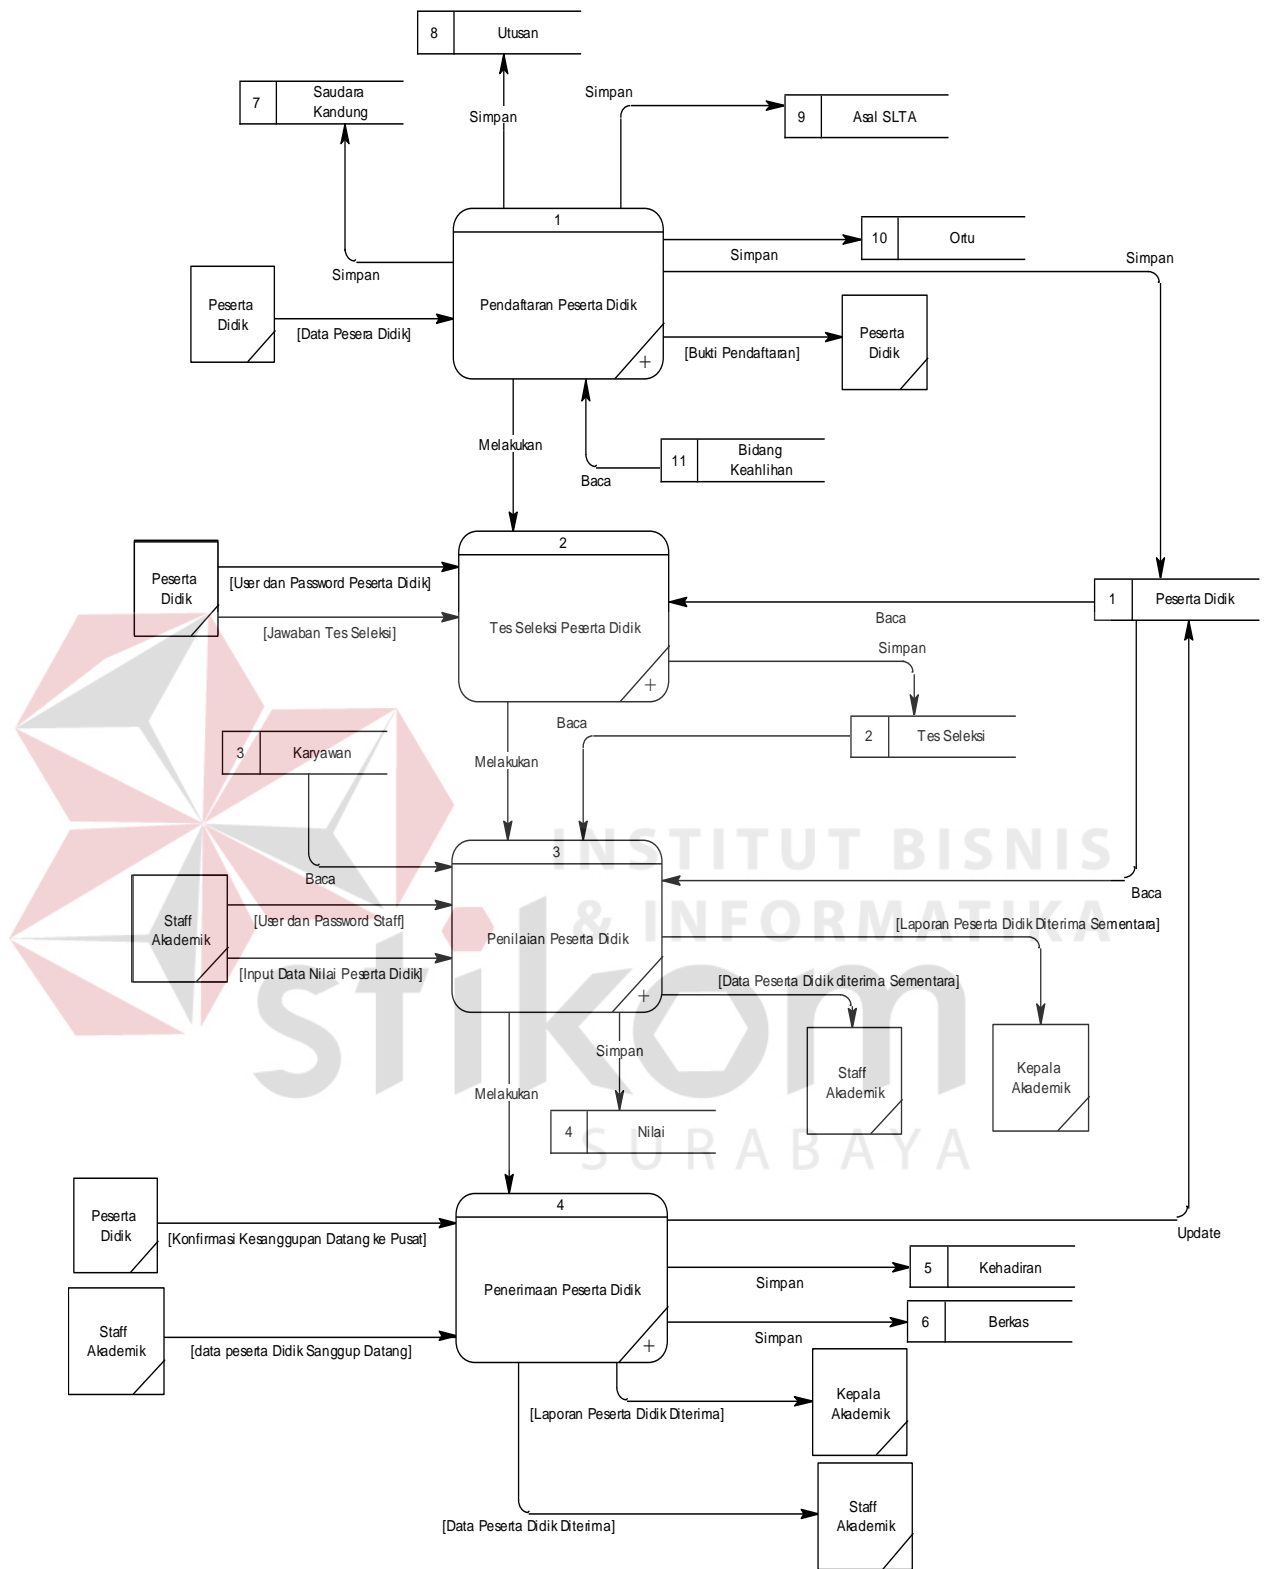 8
Utusan
7
Saudara
Kandung
Simpan
Simpan
9
Asal SLTA
1
Simpan
10
Ortu
Simpan
Simpan
Peserta
Didik
[Data Pesera Didik]
Pendaftaran Peserta Didik
+
[Bukti Pendaftaran]
Peserta
Didik
Melakukan
11
Bidang
Keahlihan
Baca
2
Peserta
Didik
[User dan Password Peserta Didik]
[Jawaban Tes Seleksi]
Tes Seleksi Peserta Didik
+
1
Peserta Didik
Baca
Simpan
Baca
2
Tes Seleksi
3
Karyawan
Melakukan
3
INSTITUT BISNIS
& INFORMATIKA
Baca
Baca
Staff
Akademik
[User dan Password Staff]
[Input Data Nilai Peserta Didik]
Penilaian Peserta Didik
+
[Laporan Peserta Didik Diterima Sementara]
[Data Peserta Didik diterima Sementara]
stikom
Simpan
Staff
Akademik
Kepala
Akademik
Melakukan
4
Nilai
SURABAYA
4
Peserta
Didik
[Konfirmasi Kesanggupan Datang ke Pusat]
Update
Penerimaan Peserta Didik
+
5
Kehadiran
Simpan
6
Berkas
Simpan
Staff
Akademik
[data peserta Didik Sanggup Datang]
Kepala
Akademik
[Laporan Peserta Didik Diterima]
Staff
Akademik
[Data Peserta Didik Diterima]